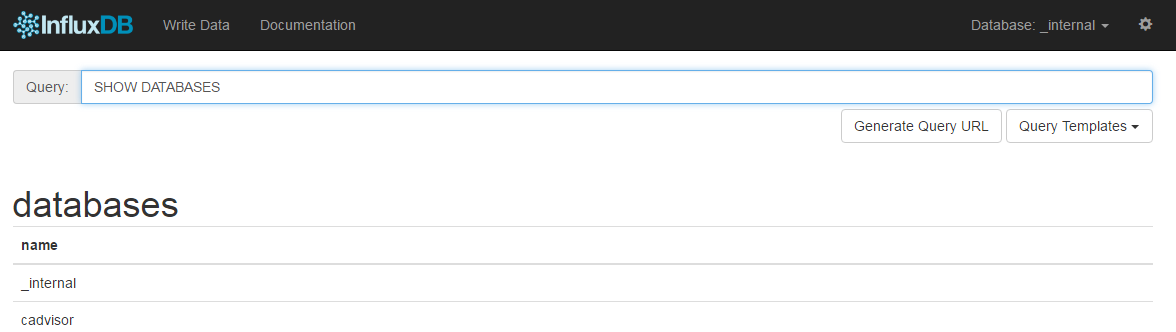 InfluxDB Write Data Documentation Database: _internal
Query: SHOW DATABASES
Generate Query URL Query Templates
databases
name
_internal
cadvisor